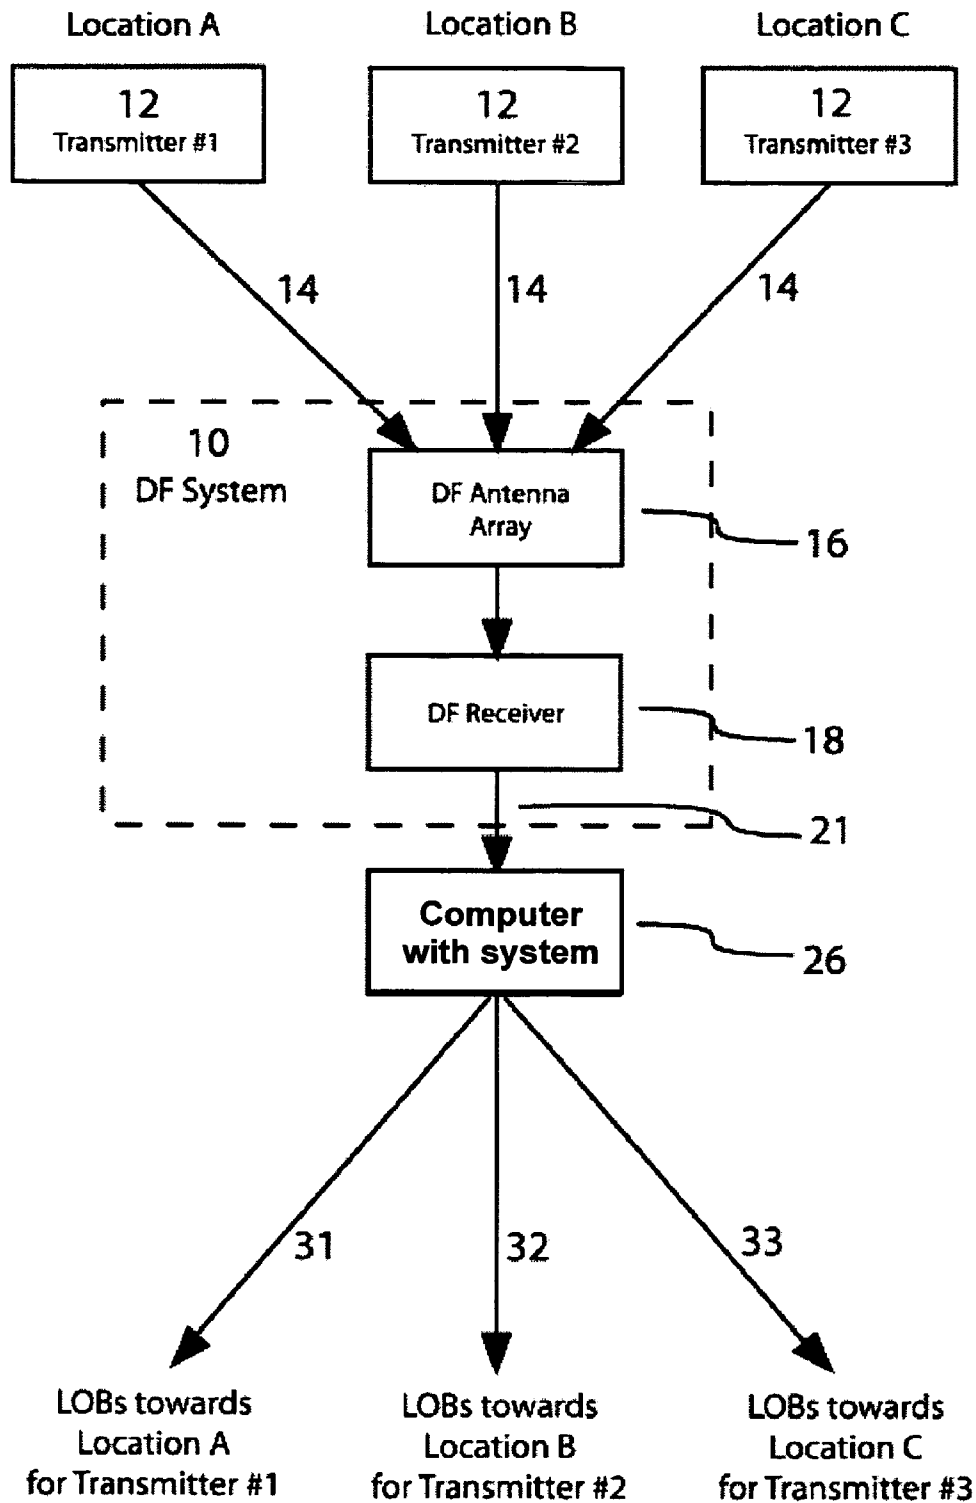 Location A
Location B
Location C
12
Transmitter #1
12
Transmitter #2
12
Transmitter #3
14
14
14
10
DF System
DF Antenna
Array
16
DF Receiver
18
21
Computer
with system
26
31
32
33
LOBs towards
Location A
for Transmitter #1
LOBs towards
Location B
for Transmitter #2
LOBs towards
Location C
for Transmitter #3